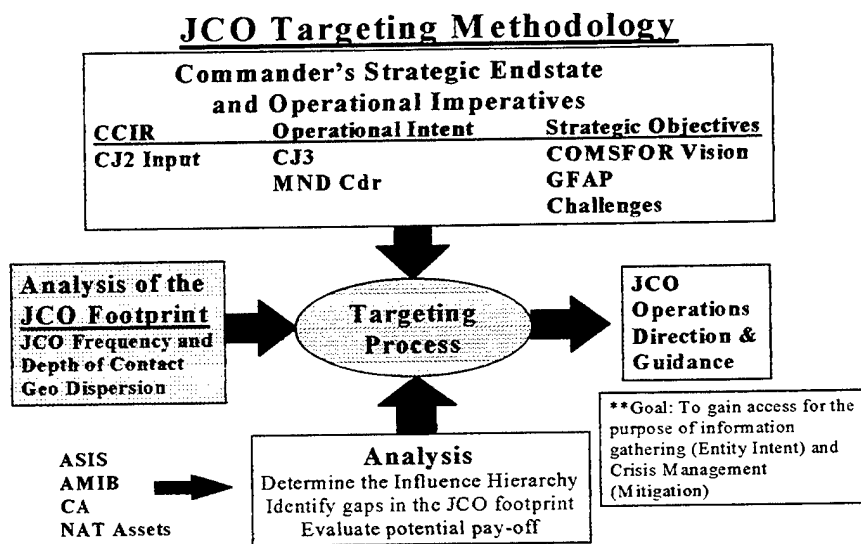 JCO Targeting Methodology
Commander's Strategic Endstate
and Operational Imperatives
CCIR Operational Intent Strategic Objectives
CJ2 Input CJ3 COMSFOR Vision
MND Cdr GFAP
Challenges
Analysis of the
JCO Footprint
JCO Frequency and
Depth of Contact
Geo Dispersion
Targeting
Process
JCO
Operations
Direction &
Guidance
**Goal: To gain access for the
purpose of information
gathering (Entity Intent) and
Crisis Management
(Mitigation)
ASIS
AMIB
CA
NAT Assets
Analysis
Determine the Influence Hierarchy
Identify gaps in the JCO footprint
Evaluate potential pay-off